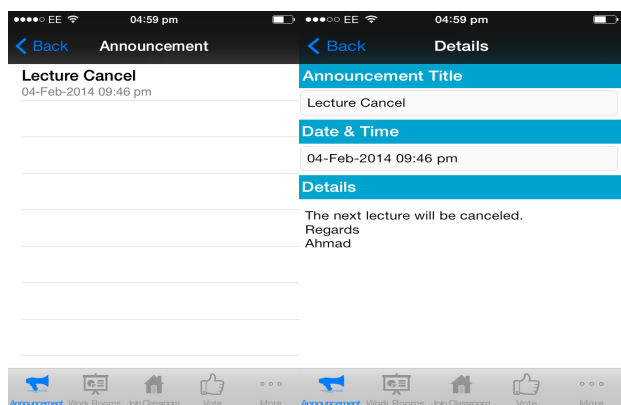 EE 04:59 pm
Back Announcement
Lecture Cancel
04-Feb-2014 09:46 pm
Announcement Work Rooms Join Classroom Vote More
EE 04:59 pm
Back Details
Announcement Title
Lecture Cancel
Date & Time
04-Feb-2014 09:46 pm
Details
The next lecture will be canceled.
Regards
Ahmad
Announcement Work Rooms Join Classroom Vote More